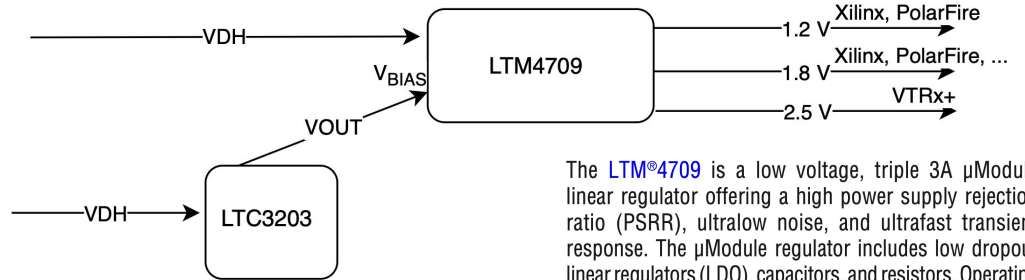 Xilinx, PolarFire
VDH
1.2 V
LTM4709
Xilinx, PolarFire, ...
1.8 V
VBIAS
VTRx+
2.5 V
VOUT
VDH
LTC3203
The LTM®4709 is a low voltage, triple 3A µModul
linear regulator offering a high power supply rejectio
ratio (PSRR), ultralow noise, and ultrafast transien
response. The µModule regulator includes low dropou
linear regulators (LDO), capacitors, and resistors. Operatin